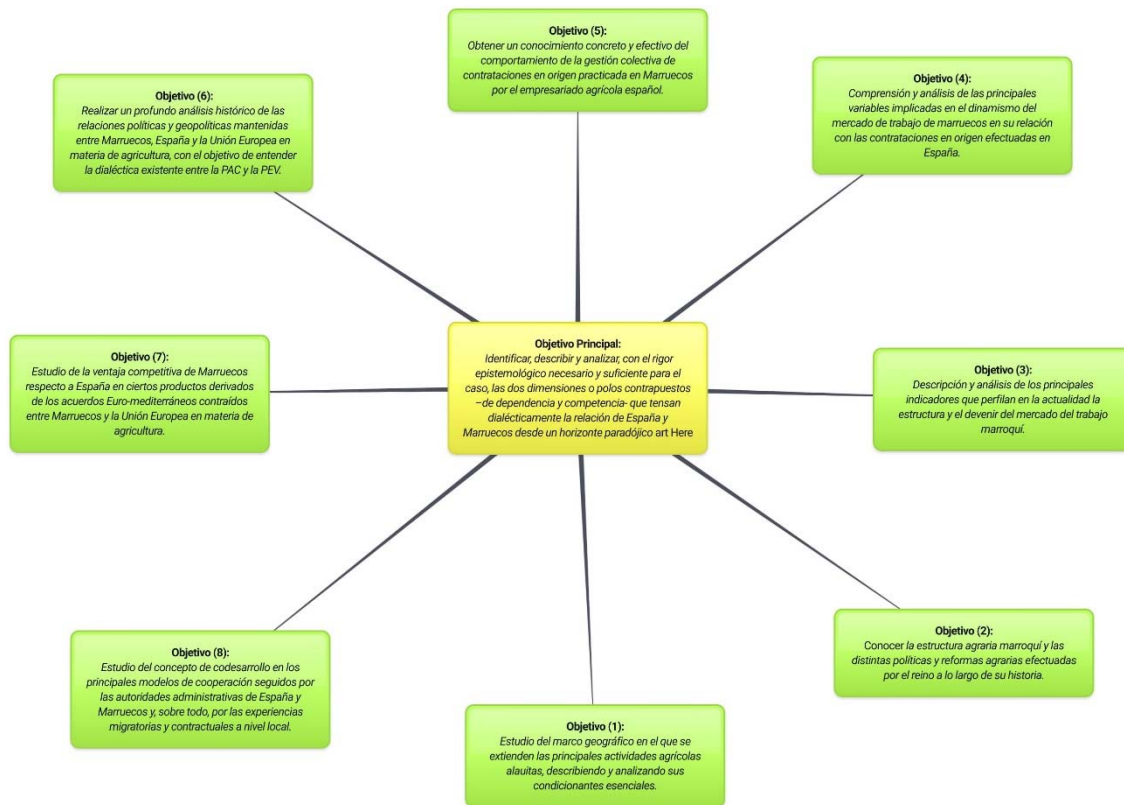 Objetivo (5):
Obtener un conocimiento concreto y efectivo del
comportamiento de la gestión colectiva de
contrataciones en origen practicada en Marruecos
por el empresariado agrícola español.
Objetivo (6):
Realizar un profundo análisis histórico de las
relaciones políticas y geopolíticas mantenidas
entre Marruecos, España y la Unión Europea en
materia de agricultura, con el objetivo de entender
la dialéctica existente entre la PAC y la PEV.
Objetivo (4):
Comprensión y análisis de las principales
variables implicadas en el dinamismo del
mercado de trabajo de marruecos en su relación
con las contrataciones en origen efectuadas en
España.
Objetivo Principal:
Identificar, describir y analizar, con el rigor
epistemológico necesario y suficiente para el
caso, las dos dimensiones o polos contrapuestos
–de dependencia y competencia- que tensan
dialécticamente la relación de España y
Marruecos desde un horizonte paradójico art Here
Objetivo (7):
Estudio de la ventaja competitiva de Marruecos
respecto a España en ciertos productos derivados
de los acuerdos Euro-mediterráneos contraídos
entre Marruecos y la Unión Europea en materia de
agricultura.
Objetivo (3):
Descripción y análisis de los principales
indicadores que perfilan en la actualidad la
estructura y el devenir del mercado del trabajo
marroquí.
Objetivo (8):
Estudio del concepto de codesarrollo en los
principales modelos de cooperación seguidos por
las autoridades administrativas de España y
Marruecos y, sobre todo, por las experiencias
migratorias y contractuales a nivel local.
Objetivo (2):
Conocer la estructura agraria marroquí y las
distintas políticas y reformas agrarias efectuadas
por el reino a lo largo de su historia.
Objetivo (1):
Estudio del marco geográfico en el que se
extienden las principales actividades agrícolas
alauitas, describiendo y analizando sus
condicionantes esenciales.